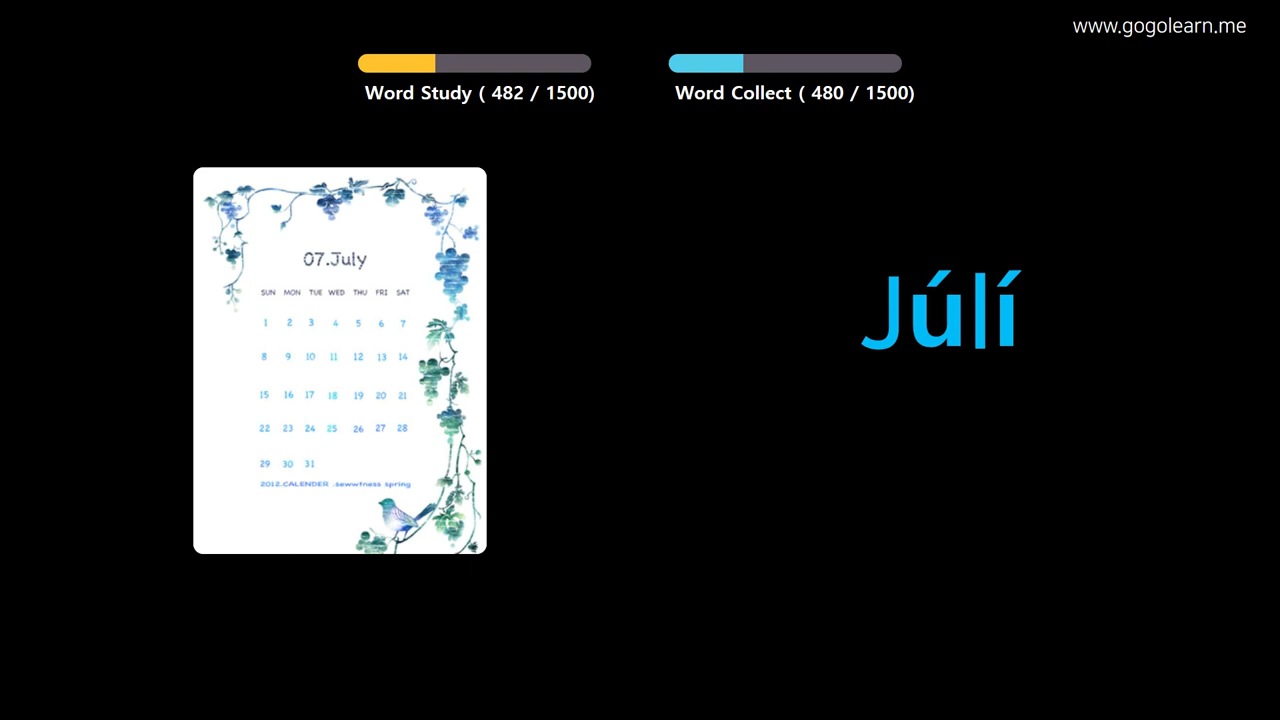 www.gogolearn.me
Word Study ( 482 / 1500)
Word Collect ( 480 / 1500)
07.July
SUN MON TUE WED THU FRI SAT
1 2 3 4 5 6 7
8 9 10 11 12 13 14
15 16 17 18 19 20 21
22 23 24 25 26 27 28
29 30 31
2012.CALENDER .sewwtness spring
Júlí